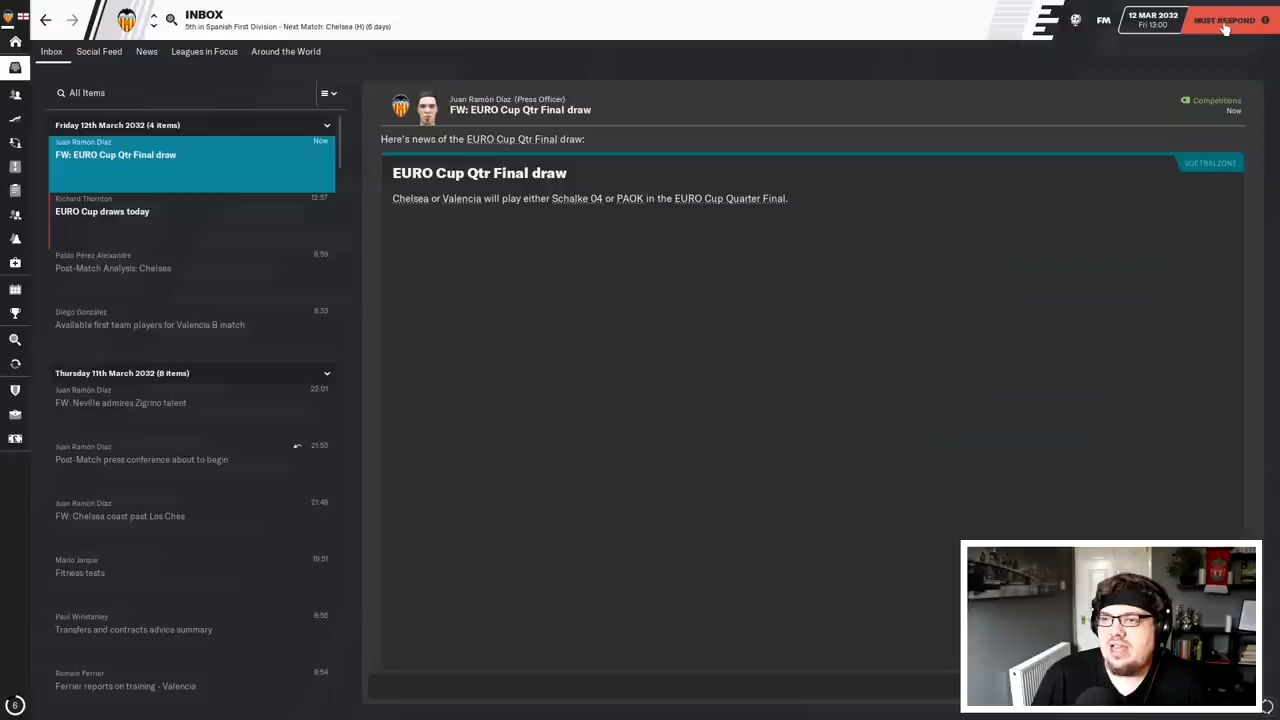 INBOX
5th in Spanish First Division - Next Match: Chelsea (H) (6 days)
FM
12 MAR 2032
Fri 13:00
MUST RESPOND
Inbox
Social Feed
News
Leagues in Focus
Around the World
All Items
Friday 12th March 2032 (4 items)
Juan Ramón Díaz
Now
FW: EURO Cup Qtr Final draw
Richard Thornton
12:57
EURO Cup draws today
Pablo Pérez Aleixandre
8:59
Post-Match Analysis: Chelsea
Diego González
8:33
Available first team players for Valencia B match
Thursday 11th March 2032 (8 items)
Juan Ramón Díaz
22:01
FW: Neville admires Zigrino talent
Juan Ramón Díaz
21:53
Post-Match press conference about to begin
Juan Ramón Díaz
21:48
FW: Chelsea coast past Los Ches
Mario Jarque
19:51
Fitness tests
Paul Winstanley
8:55
Transfers and contracts advice summary
Romain Ferrier
8:54
Ferrier reports on training - Valencia
6
Juan Ramón Díaz (Press Officer)
FW: EURO Cup Qtr Final draw
Competitions
Now
Here's news of the EURO Cup Qtr Final draw:
VOETBALZONE
EURO Cup Qtr Final draw
Chelsea or Valencia will play either Schalke 04 or PAOK in the EURO Cup Quarter Final.